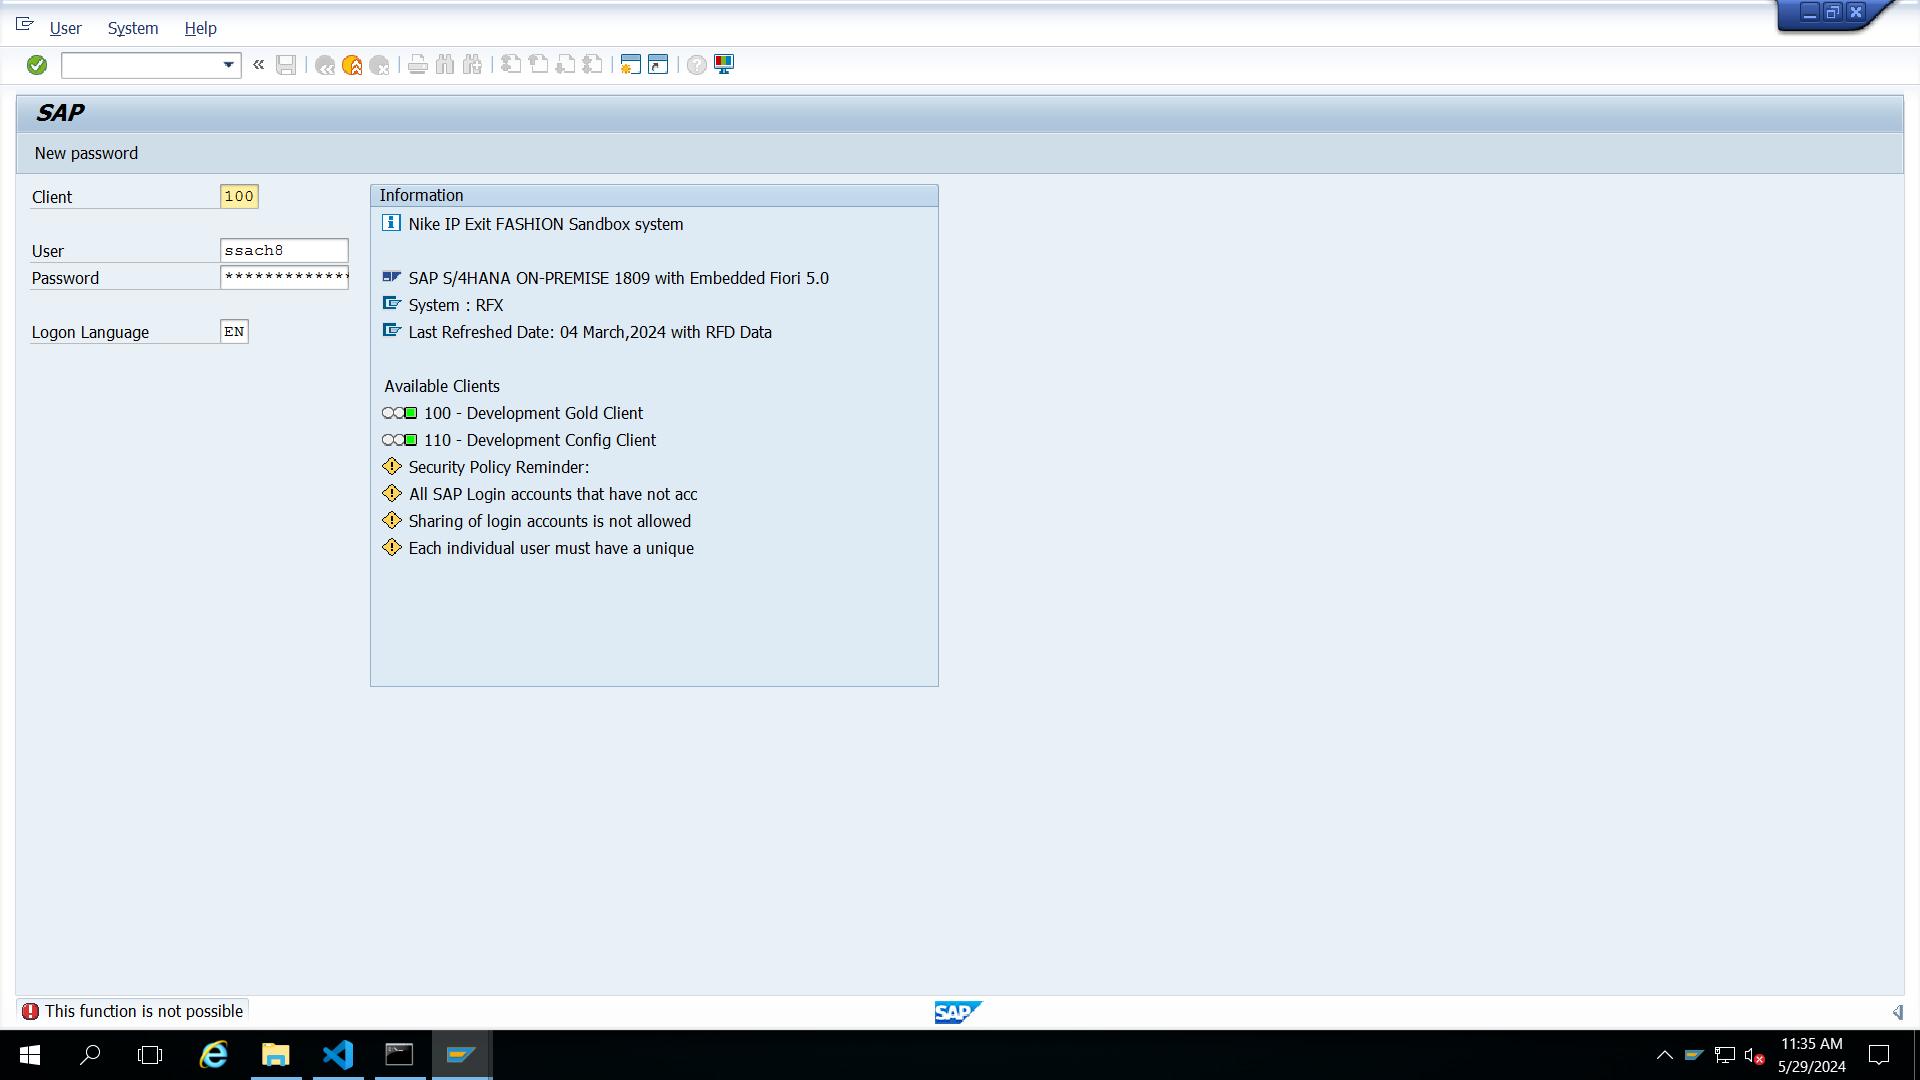 User System Help
SAP
New password
Client 100
User ssach8
Password *************
Logon Language EN
Information
Nike IP Exit FASHION Sandbox system
SAP S/4HANA ON-PREMISE 1809 with Embedded Fiori 5.0
System : RFX
Last Refreshed Date: 04 March,2024 with RFD Data
Available Clients
100 - Development Gold Client
110 - Development Config Client
Security Policy Reminder:
All SAP Login accounts that have not acc
Sharing of login accounts is not allowed
Each individual user must have a unique
This function is not possible
SAP
11:35 AM
5/29/2024